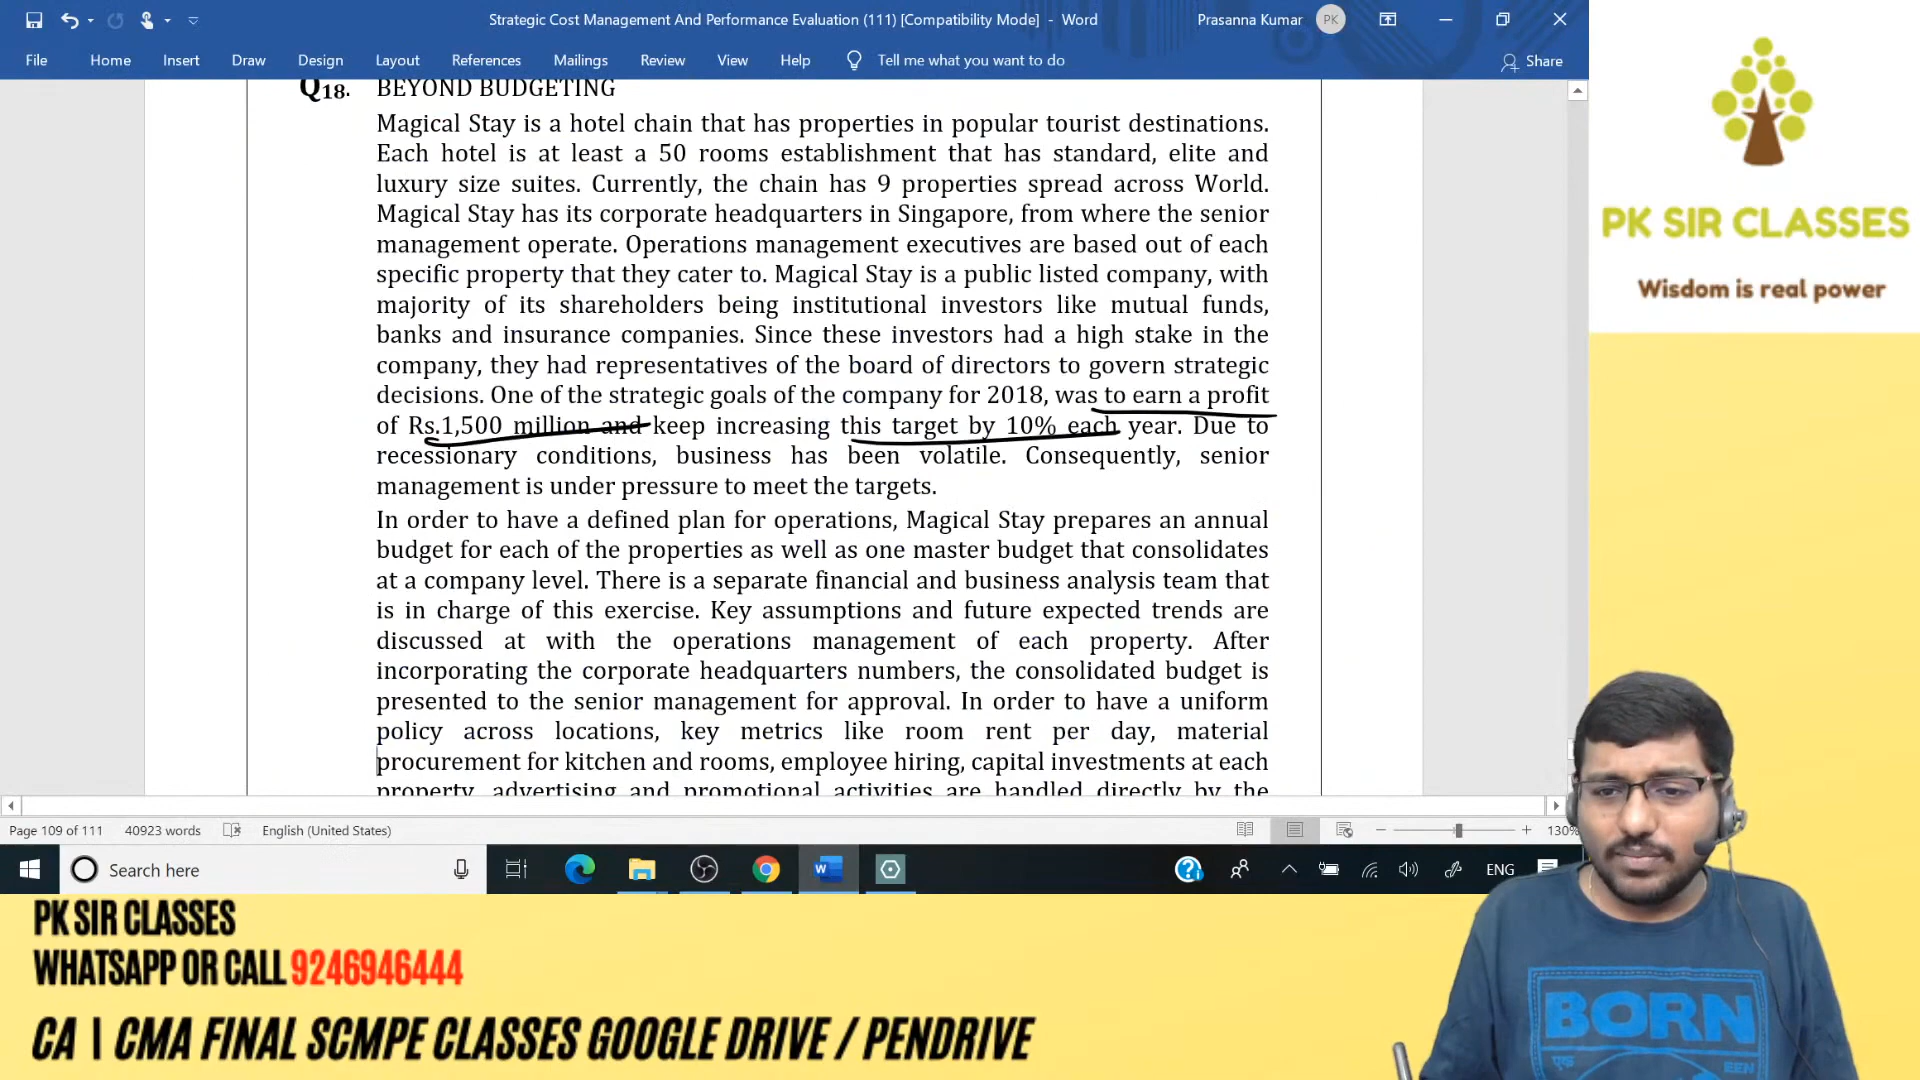 Strategic Cost Management And Performance Evaluation (111) [Compatibility Mode] - Word
Prasanna Kumar
PK
File Home Insert Draw Design Layout References Mailings Review View Help Tell me what you want to do Share
Q18. BEYOND BUDGETING
Magical Stay is a hotel chain that has properties in popular tourist destinations.
Each hotel is at least a 50 rooms establishment that has standard, elite and
luxury size suites. Currently, the chain has 9 properties spread across World.
Magical Stay has its corporate headquarters in Singapore, from where the senior
management operate. Operations management executives are based out of each
specific property that they cater to. Magical Stay is a public listed company, with
majority of its shareholders being institutional investors like mutual funds,
banks and insurance companies. Since these investors had a high stake in the
company, they had representatives of the board of directors to govern strategic
decisions. One of the strategic goals of the company for 2018, was to earn a profit
of Rs.1,500 million and keep increasing this target by 10% each year. Due to
recessionary conditions, business has been volatile. Consequently, senior
management is under pressure to meet the targets.
In order to have a defined plan for operations, Magical Stay prepares an annual
budget for each of the properties as well as one master budget that consolidates
at a company level. There is a separate financial and business analysis team that
is in charge of this exercise. Key assumptions and future expected trends are
discussed at with the operations management of each property. After
incorporating the corporate headquarters numbers, the consolidated budget is
presented to the senior management for approval. In order to have a uniform
policy across locations, key metrics like room rent per day, material
procurement for kitchen and rooms, employee hiring, capital investments at each
property, advertising and promotional activities are handled directly by the
Page 109 of 111 40923 words English (United States) 130%
Search here
ENG
PK SIR CLASSES
Wisdom is real power
PK SIR CLASSES
WHATSAPP OR CALL 9246946444
CA \ CMA FINAL SCMPE CLASSES GOOGLE DRIVE / PENDRIVE
BORN